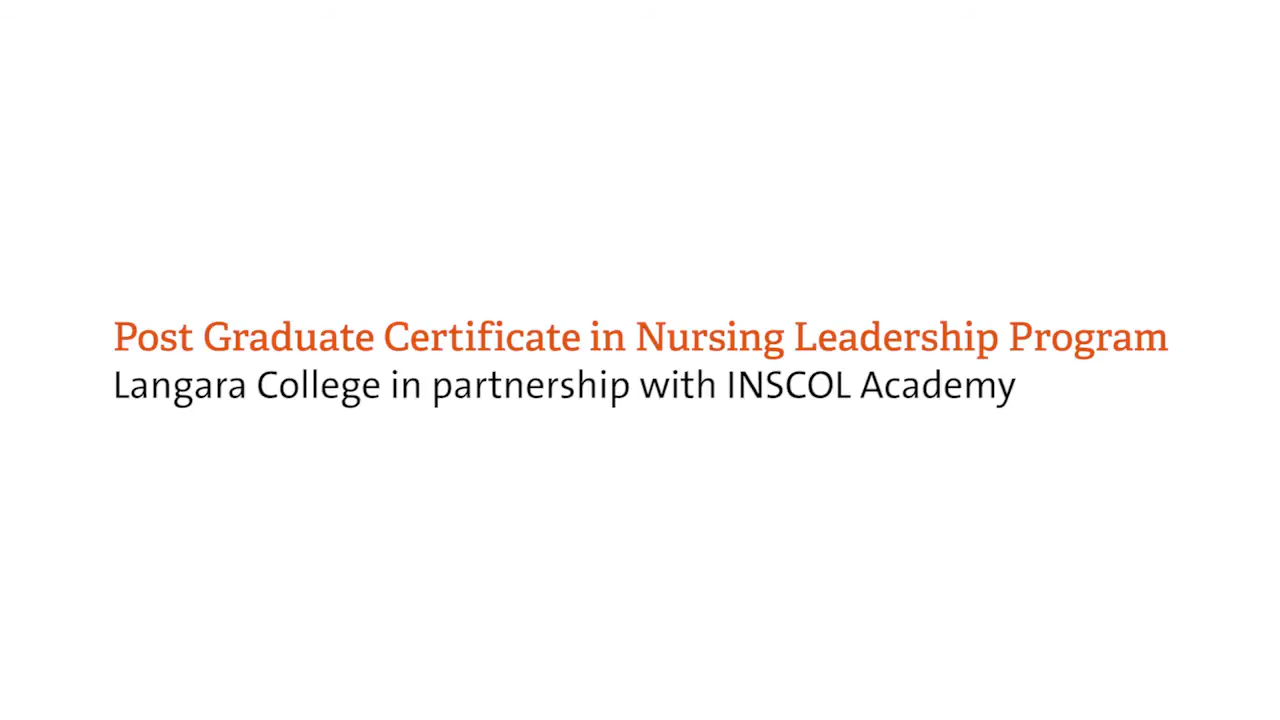 Post Graduate Certificate in Nursing Leadership Program
Langara College in partnership with INSCOL Academy